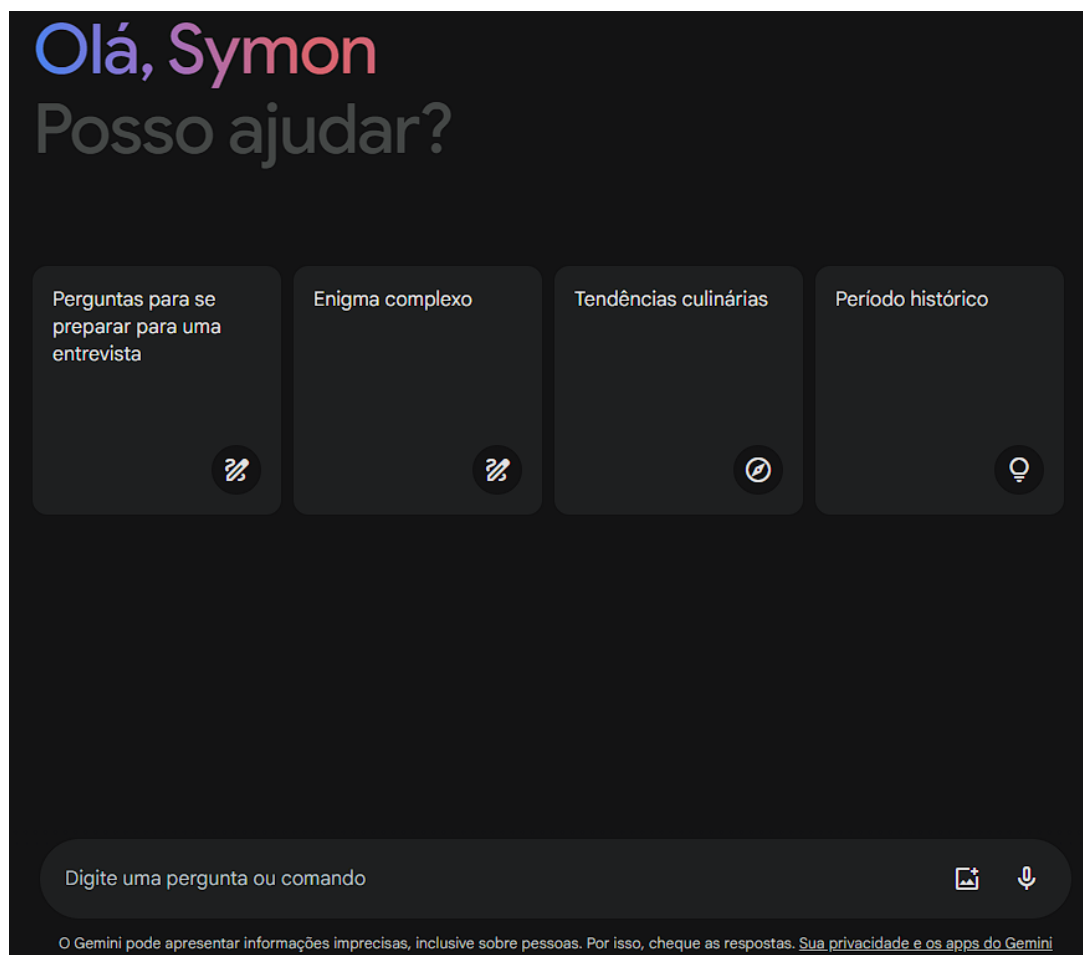 Olá, Symon
Posso ajudar?
Perguntas para se
preparar para uma
entrevista
Enigma complexo
Tendências culinárias
Período histórico
Digite uma pergunta ou comando
O Gemini pode apresentar informações imprecisas, inclusive sobre pessoas. Por isso, cheque as respostas. Sua privacidade e os apps do Gemini